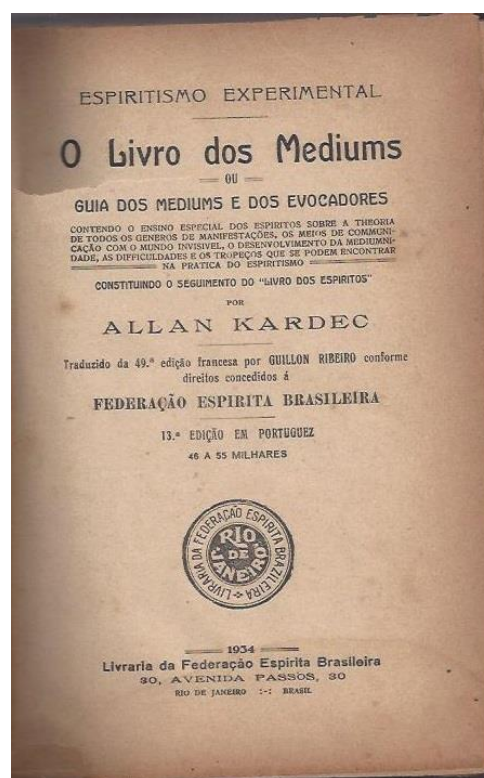 ESPIRITISMO EXPERIMENTAL
O Livro dos Mediums
OU
GUIA DOS MEDIUMS E DOS EVOCADORES
CONTENDO O ENSINO ESPECIAL DOS ESPIRITOS SOBRE A THEORIA
DE TODOS OS GENEROS DE MANIFESTAÇÕES, OS MEIOS DE COMMUNI-
CAÇÃO COM O MUNDO INVISIVEL, O DESENVOLVIMENTO DA MEDIUMNI-
DADE, AS DIFFICULDADES E OS TROPEÇOS QUE SE PODEM ENCONTRAR
NA PRATICA DO ESPIRITISMO
CONSTITUINDO O SEGUIMENTO DO "LIVRO DOS ESPIRITOS"
POR
ALLAN KARDEC
Traduzido da 49.ª edição franceza por GUILLON RIBEIRO conforme
direitos concedidos á
FEDERAÇÃO ESPIRITA BRASILEIRA
13.ª EDIÇÃO EM PORTUGUEZ
46 A 55 MILHARES
LIVRARIA DA FEDERAÇAO ESPIRITA BRAZILEIRA
RIO
DE
JANEIRO
1934
Livraria da Federação Espirita Brasileira
30, AVENIDA PASSOS, 30
RIO DE JANEIRO :-: BRASIL